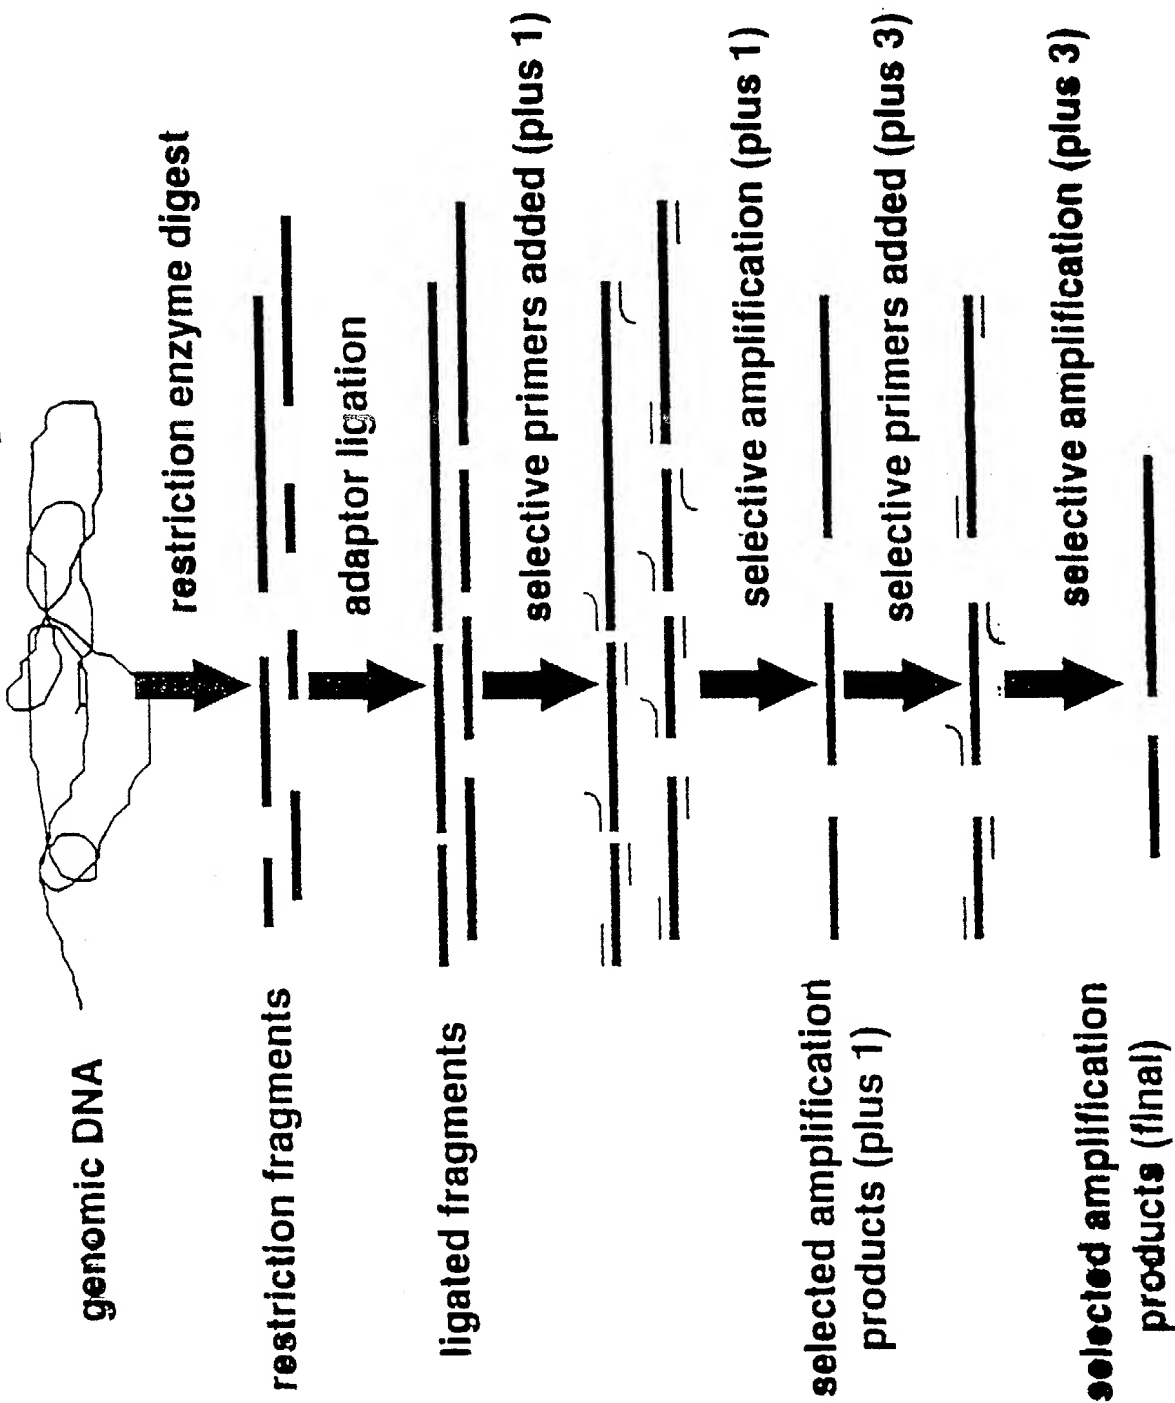 genomic DNA
restriction enzyme digest
restriction fragments
adaptor ligation
ligated fragments
selective primers added (plus 1)
selective amplification (plus 1)
selected amplification
products (plus 1)
selective primers added (plus 3)
selective amplification (plus 3)
selected amplification
products (final)